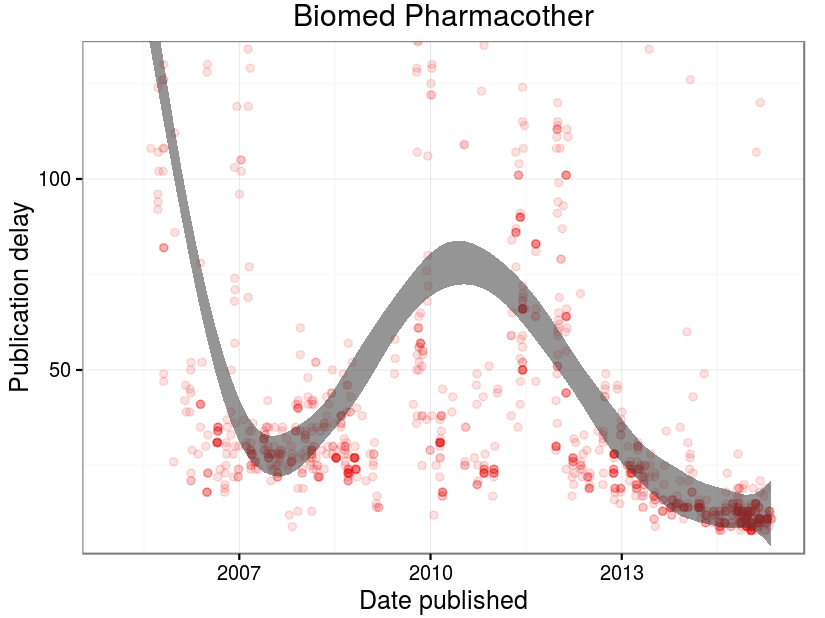 Biomed Pharmacother
Publication delay
100
50
2007
2010
2013
Date published